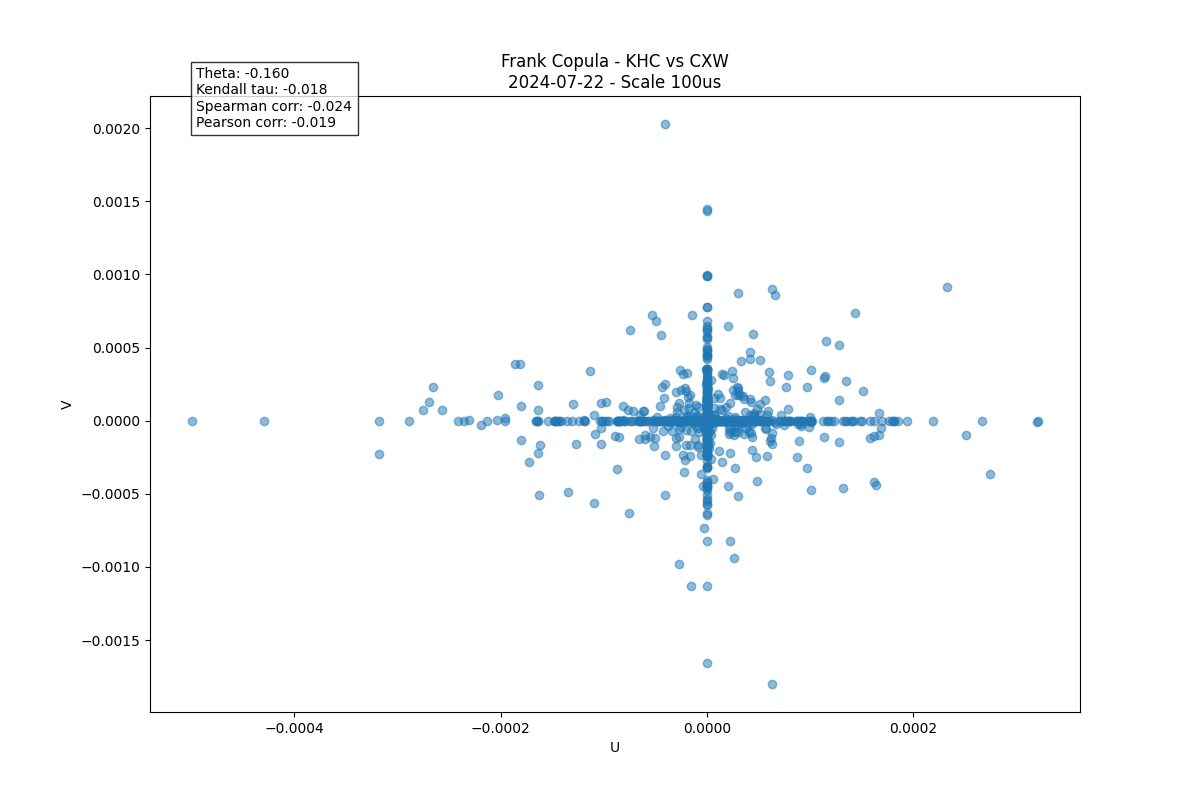 Frank Copula - KHC vs CXW
2024-07-22 - Scale 100us
Theta: -0.160
Kendall tau: -0.018
Spearman corr: -0.024
Pearson corr: -0.019
0.0020
0.0015
0.0010
0.0005
0.0000
−0.0005
−0.0010
−0.0015
V
−0.0004
−0.0002
0.0000
0.0002
U